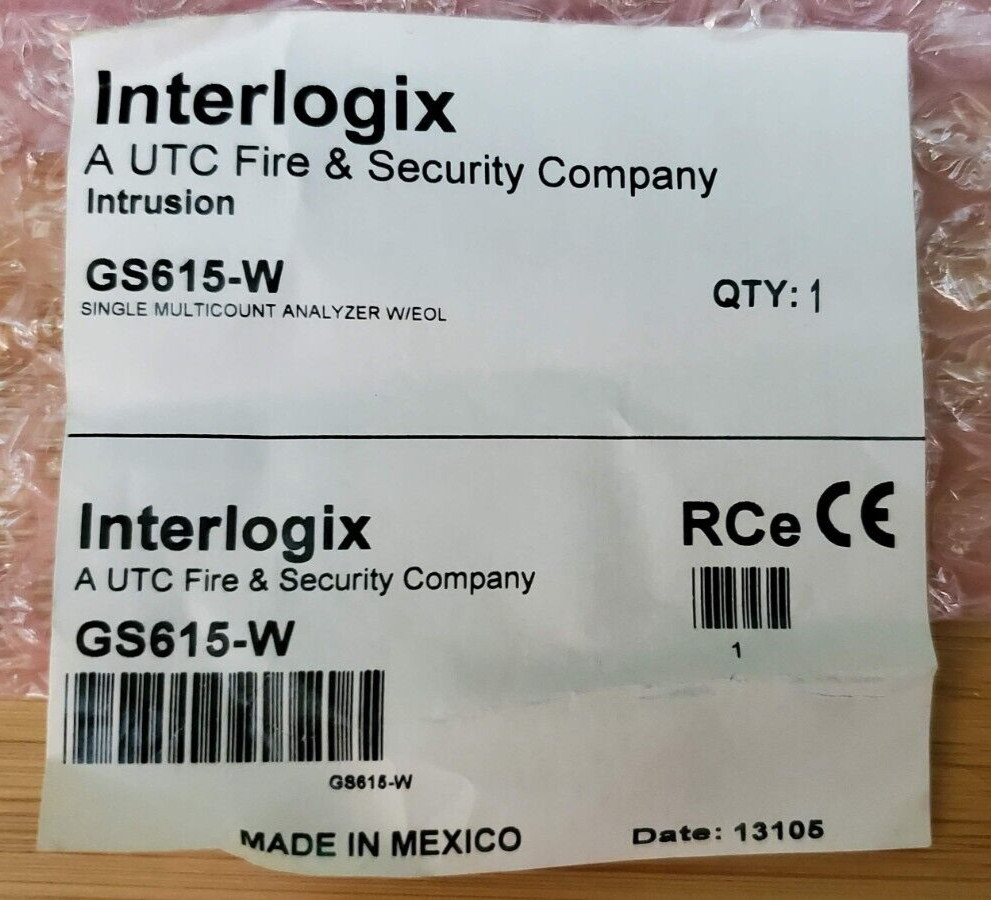 Interlogix
A UTC Fire & Security Company
Intrusion
GS615-W
SINGLE MULTICOUNT ANALYZER W/EOL
QTY: 1
Interlogix
A UTC Fire & Security Company
GS615-W
RCe CE
1
GS615-W
MADE IN MEXICO
Date: 13105